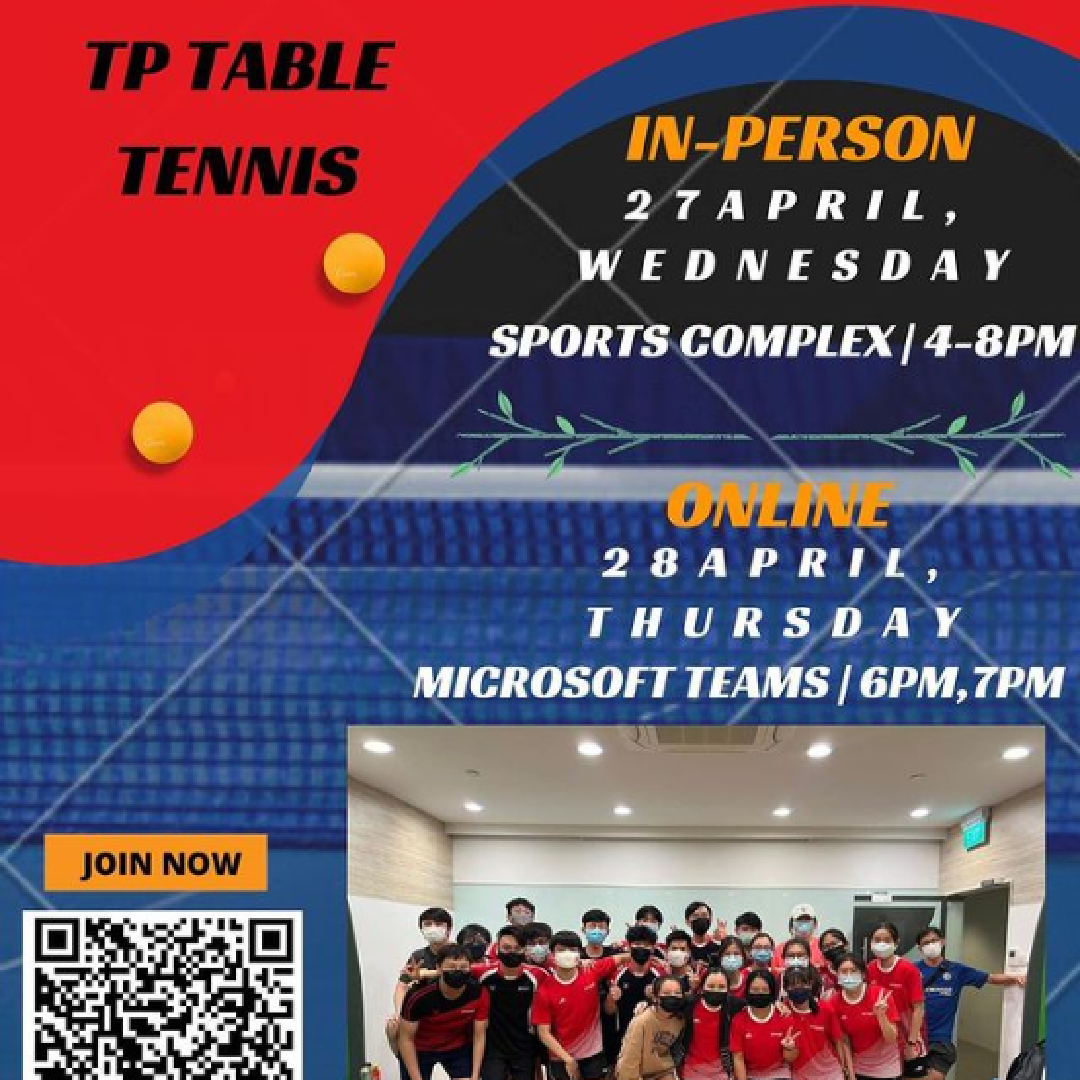 TP TABLE
TENNIS
IN-PERSON
27APRIL,
WEDNESDAY
SPORTS COMPLEX | 4-8PM
ONLINE
28APRIL,
THURSDAY
MICROSOFT TEAMS | 6PM,7PM
JOIN NOW